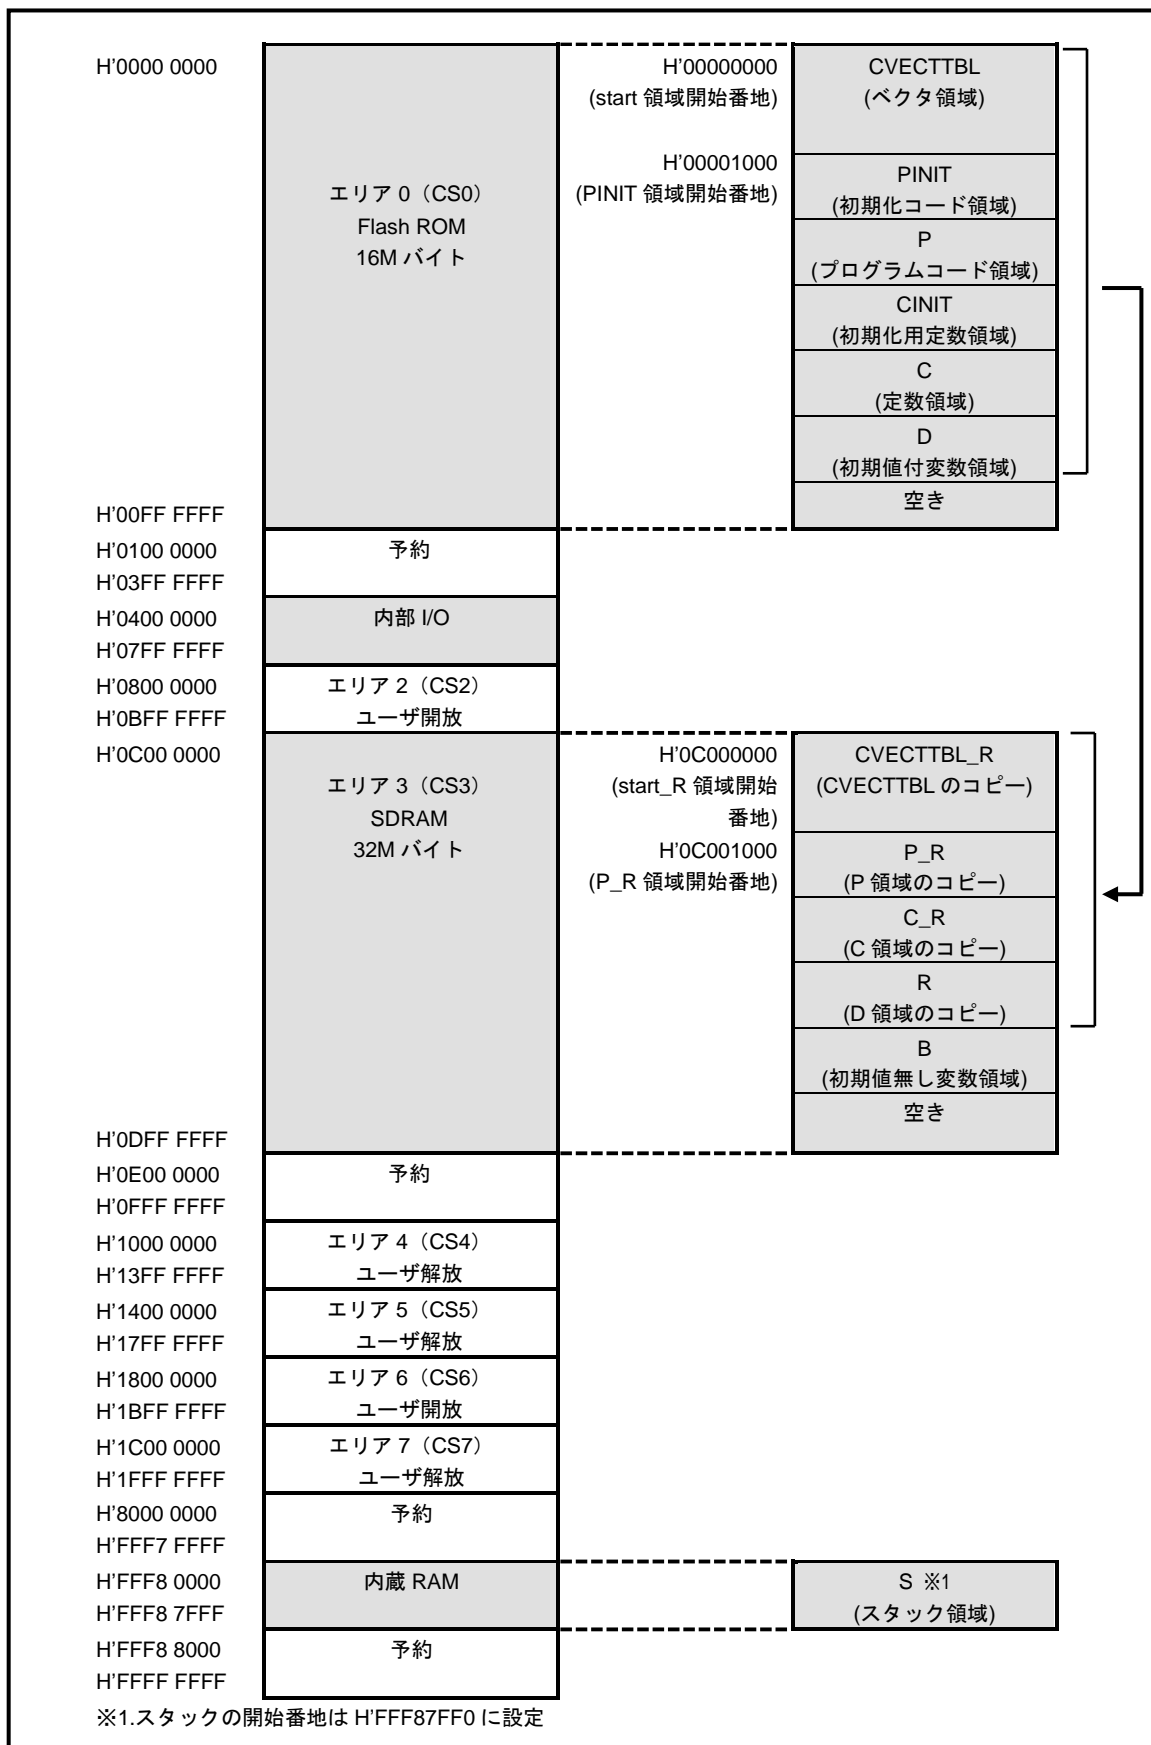 H'0000 0000
エリア 0（CS0）
Flash ROM
16M バイト
H'00FF FFFF
H'00000000
(start 領域開始番地)
H'00001000
(PINIT 領域開始番地)
CVECTTBL
(ベクタ領域)
PINIT
(初期化コード領域)
P
(プログラムコード領域)
CINIT
(初期化用定数領域)
C
(定数領域)
D
(初期値付変数領域)
空き
H'0100 0000
予約
H'03FF FFFF
H'0400 0000
内部 I/O
H'07FF FFFF
H'0800 0000
エリア 2（CS2）
H'0BFF FFFF
ユーザ開放
H'0C00 0000
エリア 3（CS3）
SDRAM
32M バイト
H'0DFF FFFF
H'0C000000
(start_R 領域開始
番地)
H'0C001000
(P_R 領域開始番地)
CVECTTBL_R
(CVECTTBL のコピー)
P_R
(P 領域のコピー)
C_R
(C 領域のコピー)
R
(D 領域のコピー)
B
(初期値無し変数領域)
空き
H'0E00 0000
予約
H'0FFF FFFF
H'1000 0000
エリア 4（CS4）
H'13FF FFFF
ユーザ解放
H'1400 0000
エリア 5（CS5）
H'17FF FFFF
ユーザ解放
H'1800 0000
エリア 6（CS6）
H'1BFF FFFF
ユーザ開放
H'1C00 0000
エリア 7（CS7）
H'1FFF FFFF
ユーザ解放
H'8000 0000
予約
H'FFF7 FFFF
H'FFF8 0000
内蔵 RAM
H'FFF8 7FFF
S ※1
(スタック領域)
H'FFF8 8000
予約
H'FFFF FFFF
※1.スタックの開始番地は H'FFF87FF0 に設定